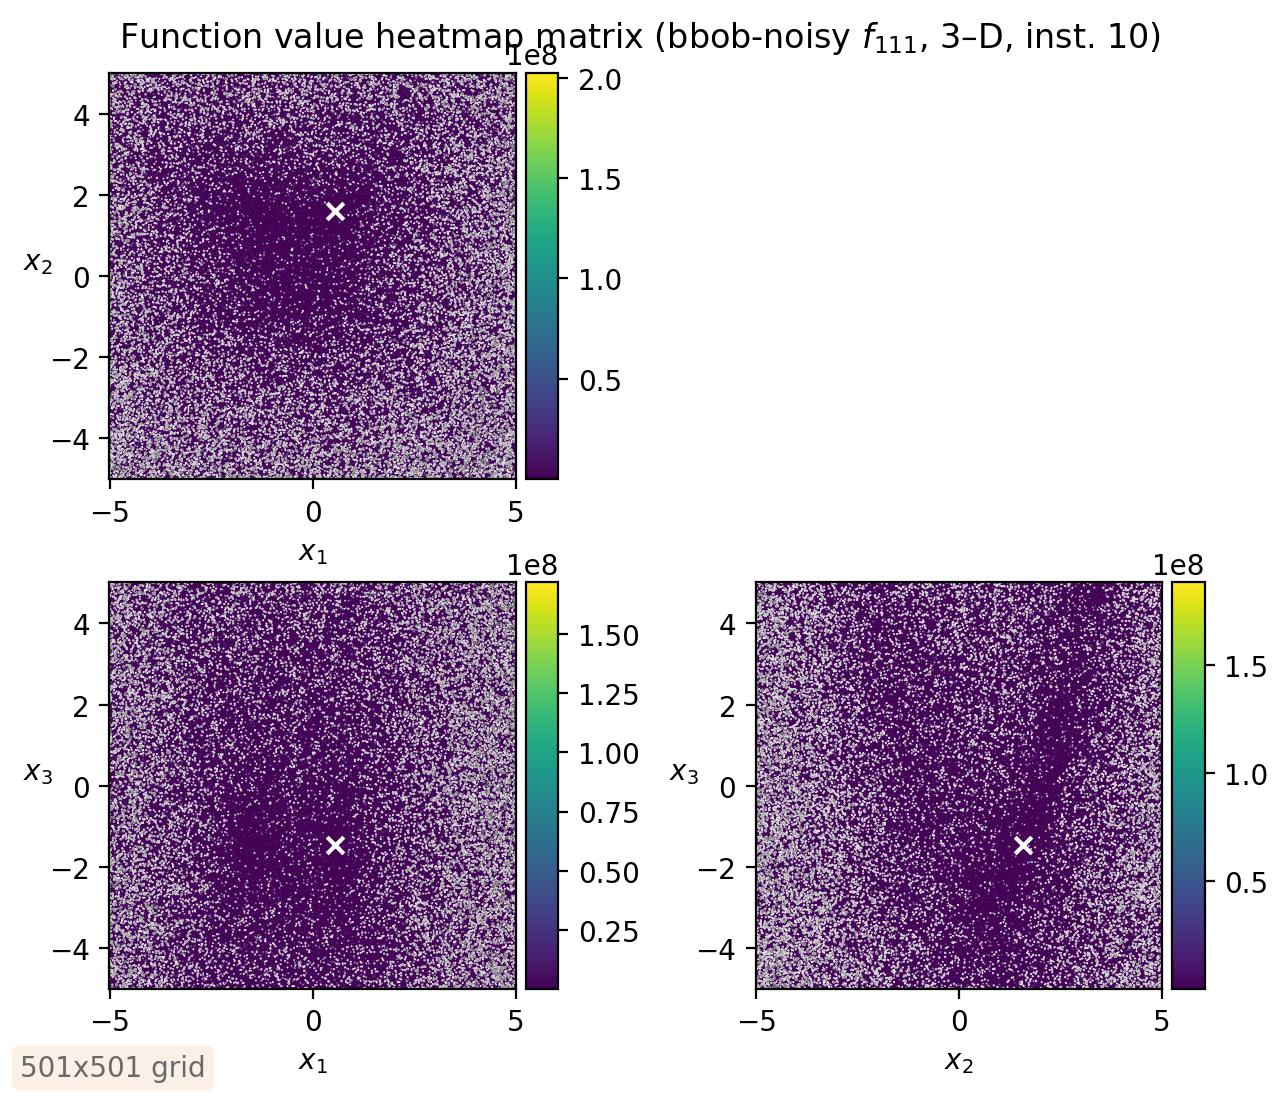 Function value heatmap matrix (bbob-noisy f₁₁₁, 3–D, inst. 10)
1e8
2.0
1.5
1.0
0.5
4
2
0
−2
−4
x₂
−5 0 5
x₁
1e8
1.50
1.25
1.00
0.75
0.50
0.25
4
2
0
−2
−4
x₃
−5 0 5
x₁
1e8
1.5
1.0
0.5
4
2
0
−2
−4
x₃
−5 0 5
x₂
501x501 grid